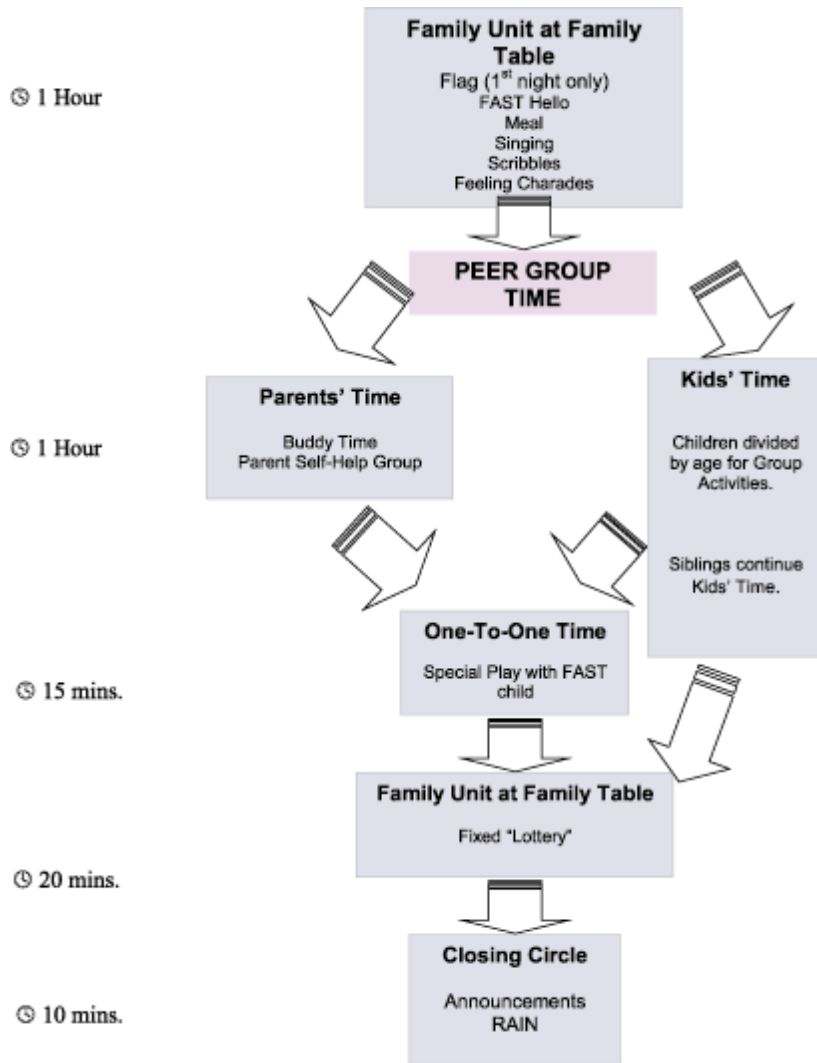 Family Unit at Family
Table
Flag (1st night only)
FAST Hello
Meal
Singing
Scribbles
Feeling Charades
1 Hour
PEER GROUP
TIME
Parents' Time
Buddy Time
Parent Self-Help Group
Kids' Time
Children divided
by age for Group
Activities.
Siblings continue
Kids' Time.
1 Hour
One-To-One Time
Special Play with FAST
child
15 mins.
Family Unit at Family Table
Fixed "Lottery"
20 mins.
Closing Circle
Announcements
RAIN
10 mins.